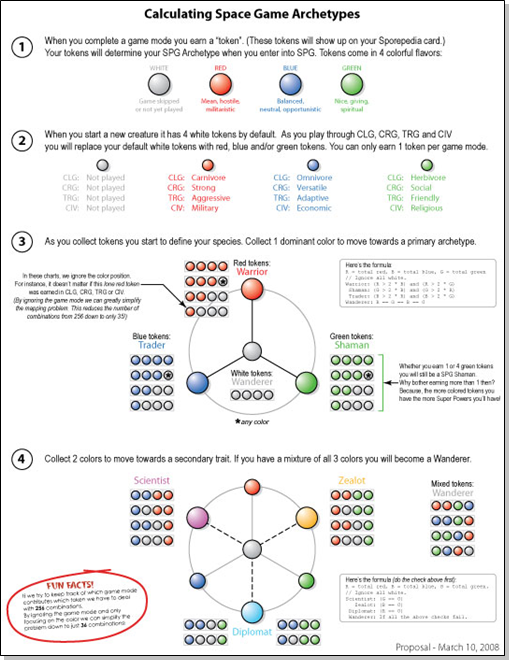 Calculating Space Game Archetypes
1
When you complete a game mode you earn a "token". (These tokens will show up on your Sporepedia card.)
Your tokens will determine your SPG Archetype when you enter into SPG. Tokens come in 4 colorful flavors:
WHITE
Game skipped
or not yet played
RED
Mean, hostile,
militaristic
BLUE
Balanced,
neutral, opportunistic
GREEN
Nice, giving,
spiritual
2
When you start a new creature it has 4 white tokens by default. As you play through CLG, CRG, TRG and CIV
you will replace your default white tokens with red, blue and/or green tokens. You can only earn 1 token per game mode.
CLG: Not played
CRG: Not played
TRG: Not played
CIV: Not played
CLG: Carnivore
CRG: Strong
TRG: Aggressive
CIV: Military
CLG: Omnivore
CRG: Versatile
TRG: Adaptive
CIV: Economic
CLG: Herbivore
CRG: Social
TRG: Friendly
CIV: Religious
3
As you collect tokens you start to define your species. Collect 1 dominant color to move towards a primary archetype.
In these charts, we ignore the color position.
For instance, it doesn't matter if this lone red token
was earned in CLG, CRG, TRG or CIV.
(By ignoring the game mode we can greatly simplify
the mapping problem. This reduces the number of
combinations from 256 down to only 35!)
Red tokens:
Warrior
Here's the formula:
R = total red, B = total blue, G = total green
// Ignore all white.
Warrior: (R > 2 * B) and (R > 2 * G)
Shaman: (G > 2 * R) and (G > 2 * B)
Trader: (B > 2 * R) and (B > 2 * G)
Wanderer: R == G == B == 0
Blue tokens:
Trader
Green tokens:
Shaman
White tokens:
Wanderer
Whether you earn 1 or 4 green tokens
you will still be a SPG Shaman.
Why bother earning more than 1 then?
Because, the more colored tokens you
have the more Super Powers you'll have!
*any color
4
Collect 2 colors to move towards a secondary trait. If you have a mixture of all 3 colors you will become a Wanderer.
Scientist
Zealot
Mixed tokens:
Wanderer
FUN FACTS!
If we try to keep track of which game mode
contributes which token we have to deal
with 256 combinations.
By ignoring the game mode and only
focusing on the color we can simplify the
problem down to just 36 combinations!
Diplomat
Here's the formula (do the check above first):
R = total red, B = total blue, G = total green.
// Ignore all white.
Scientist: (G == 0)
Zealot: (B == 0)
Diplomat: (R == 0)
Wanderer: If all the above checks fail.
Proposal - March 10, 2008